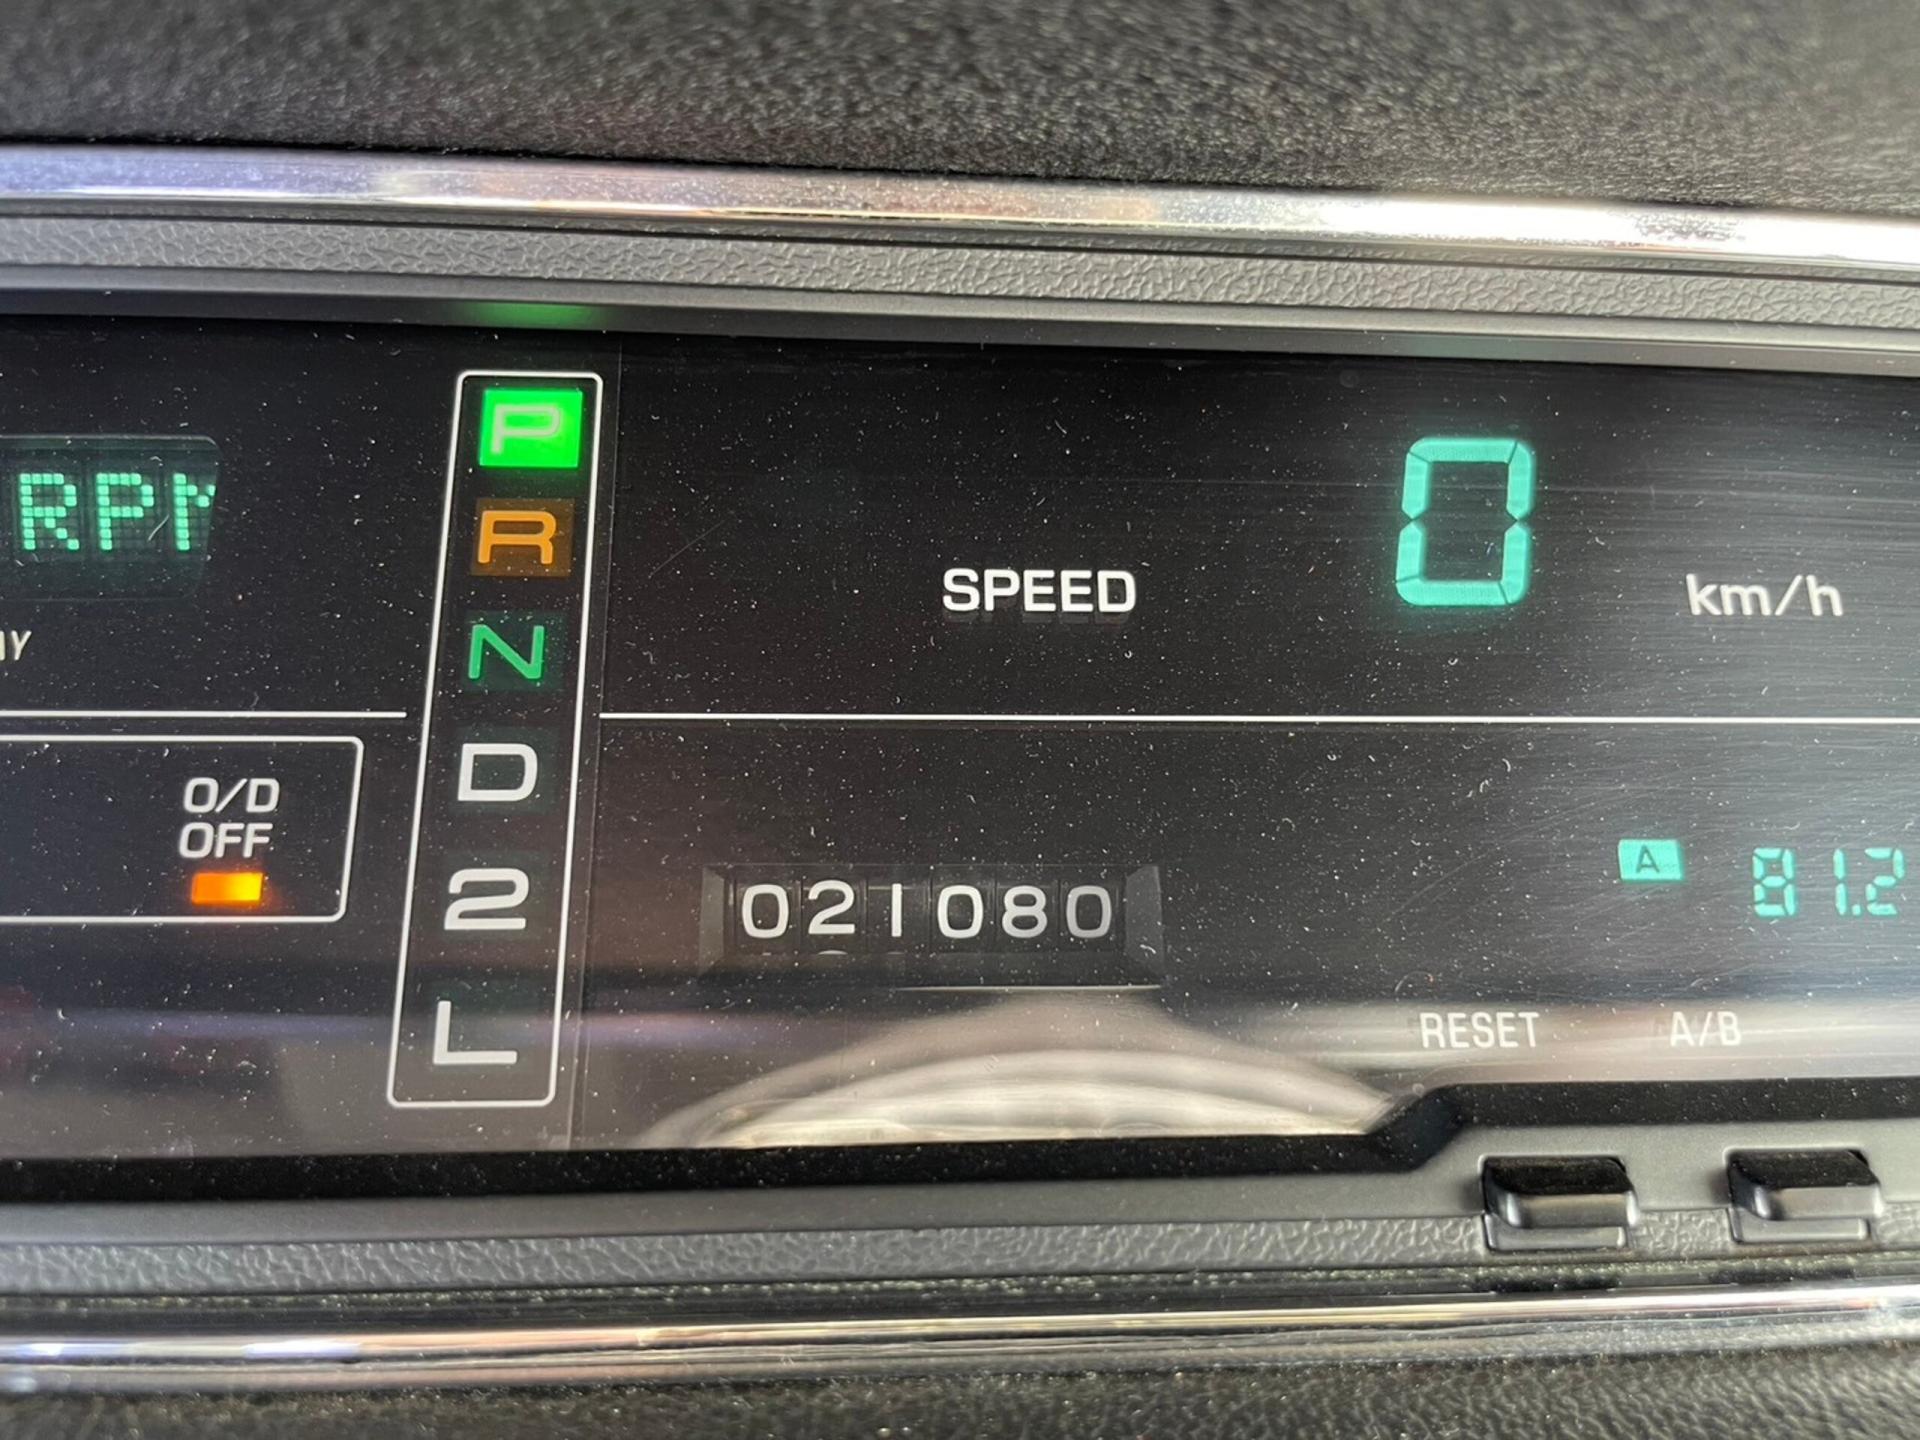 RPM
P
R
N
D
2
L
SPEED
0
km/h
O/D
OFF
021080
A
81.2
RESET
A/B